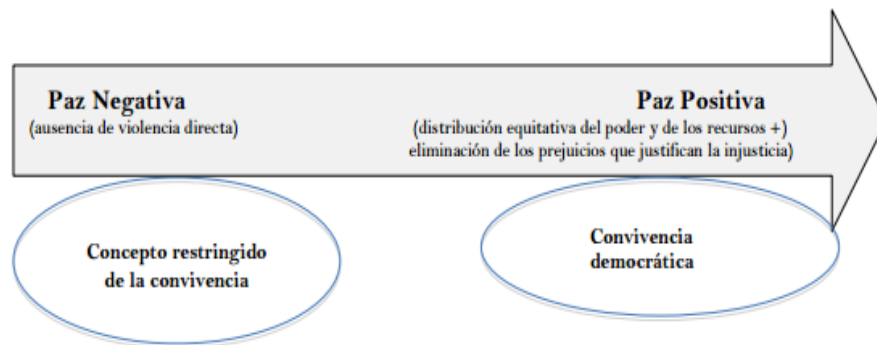 Paz Negativa
(ausencia de violencia directa)
Paz Positiva
(distribución equitativa del poder y de los recursos +)
eliminación de los prejuicios que justifican la injusticia)
Concepto restringido
de la convivencia
Convivencia
democrática